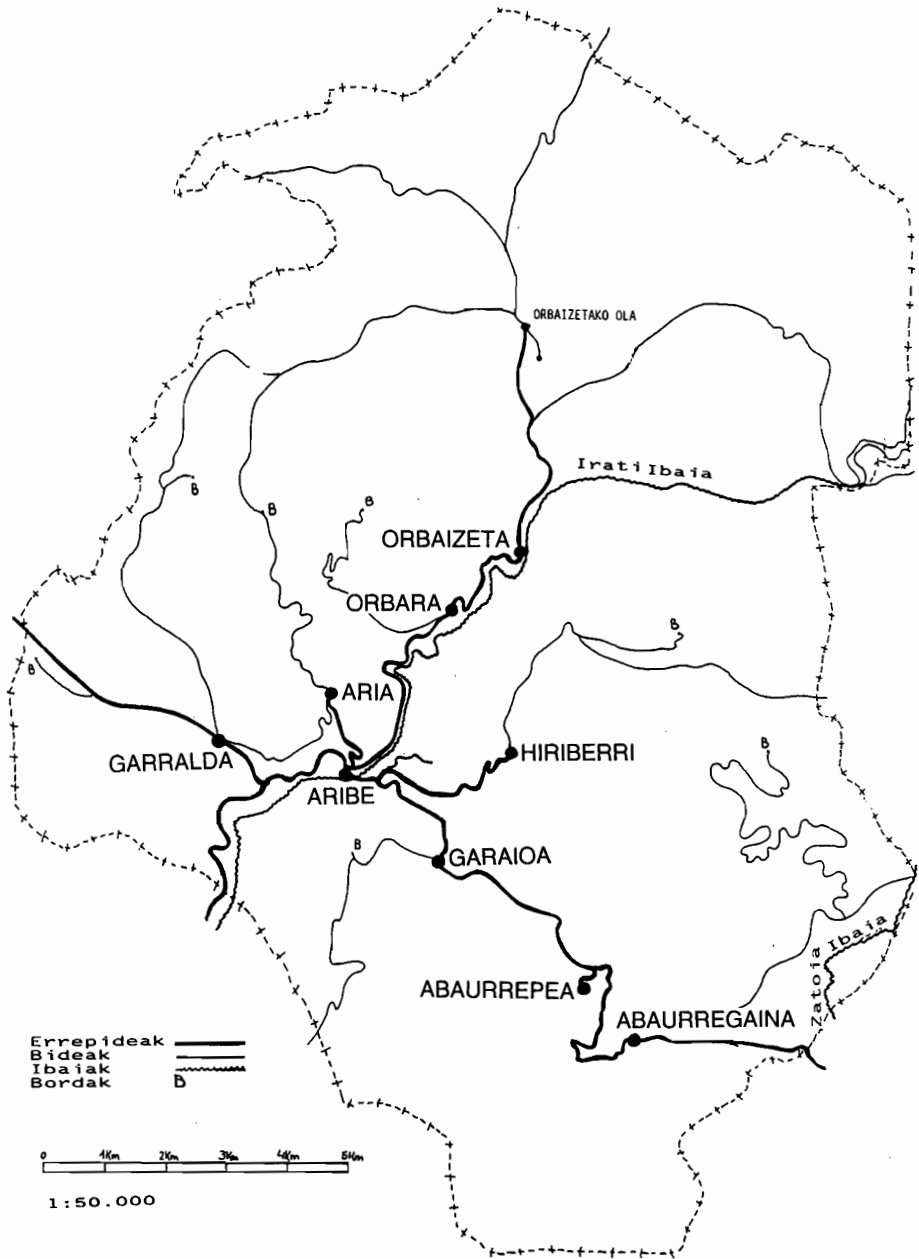 ORBAIZETAKO OLA
B
B
Irati Ibaia
ORBAIZETA
ORBARA
B
B
ARIA
GARRALDA
HIRIBERRI
B
ARIBE
B
GARAIOA
Zatoia Ibaia
ABAURREPEA
ABAURREGAINA
Errepideak
Bideak
Ibaiak
Bordak B
0 1Km 2Km 3Km 4Km 5Km
1:50.000